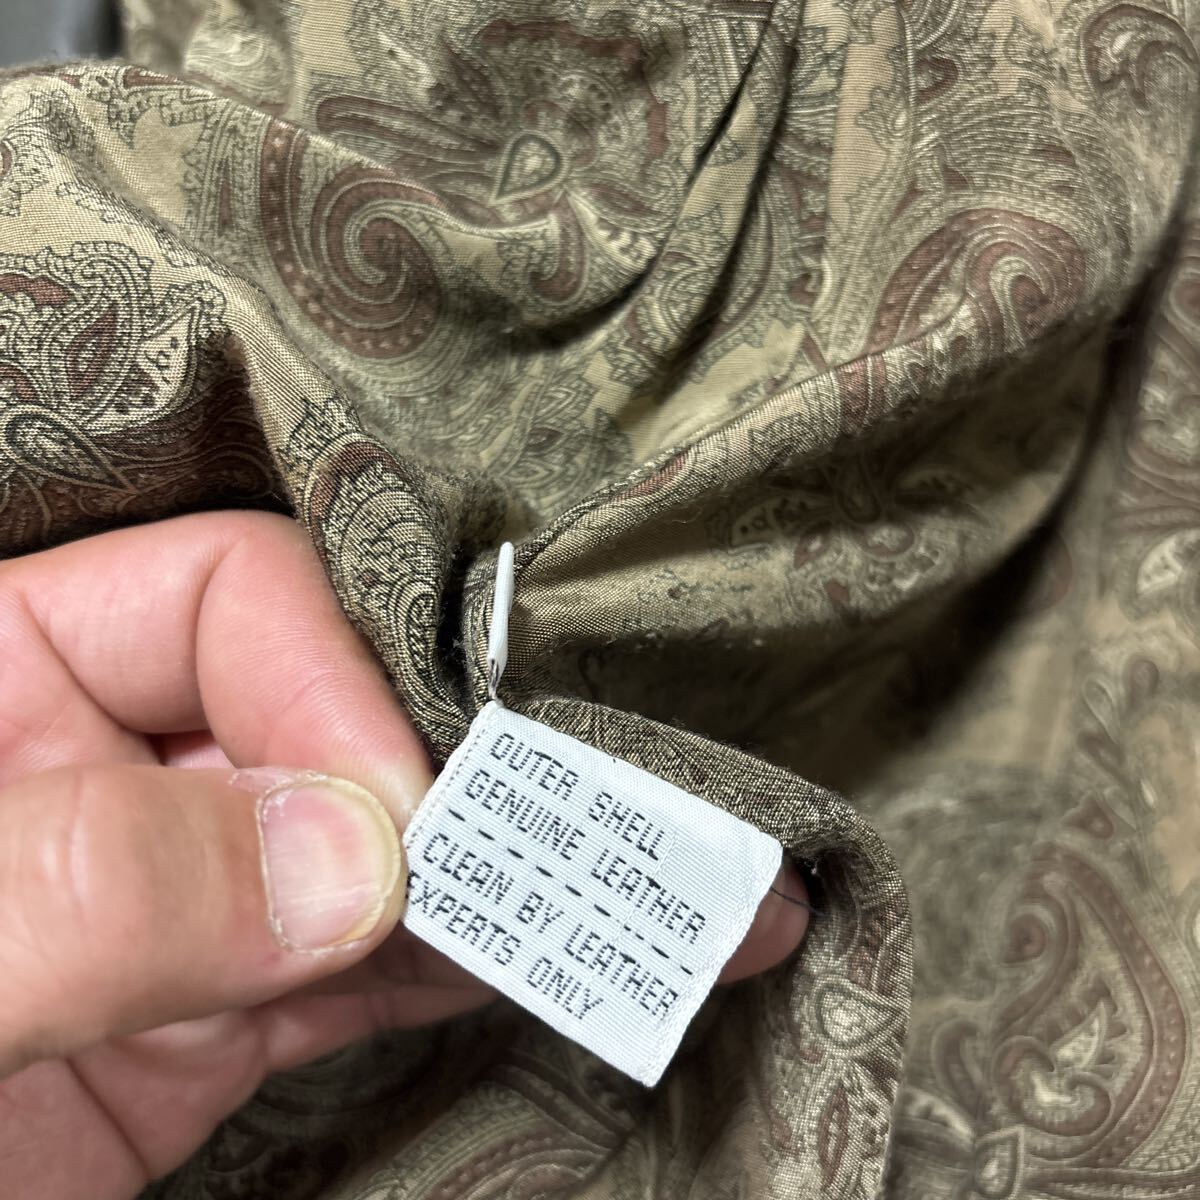 OUTER SHELL
GENUINE LEATHER
CLEAN BY LEATHER
EXPERTS ONLY